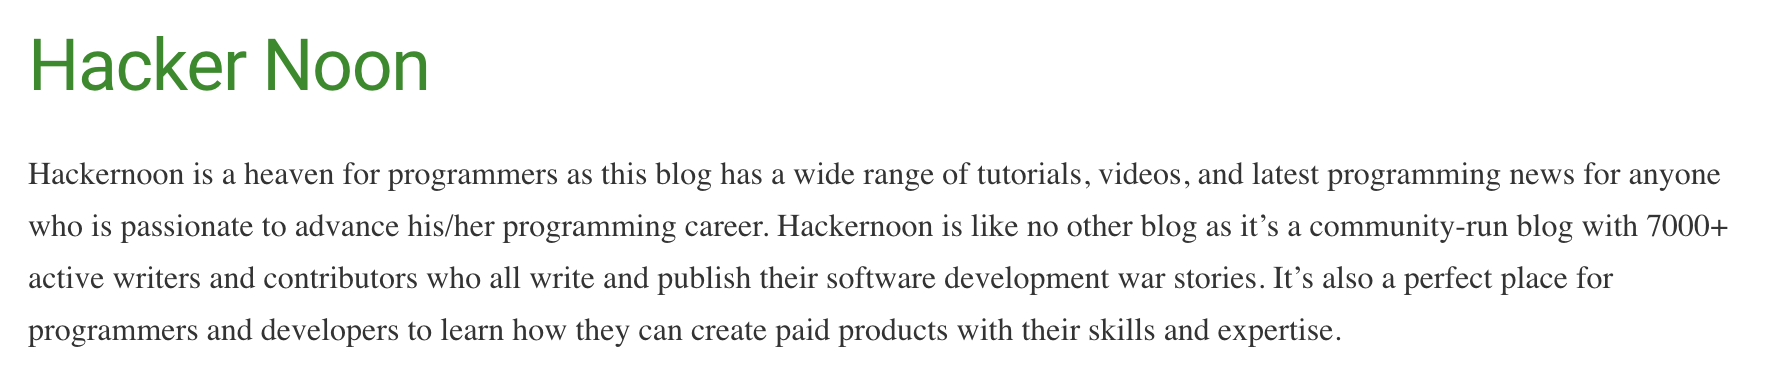 Hacker Noon
Hackernoon is a heaven for programmers as this blog has a wide range of tutorials, videos, and latest programming news for anyone
who is passionate to advance his/her programming career. Hackernoon is like no other blog as it’s a community-run blog with 7000+
active writers and contributors who all write and publish their software development war stories. It’s also a perfect place for
programmers and developers to learn how they can create paid products with their skills and expertise.